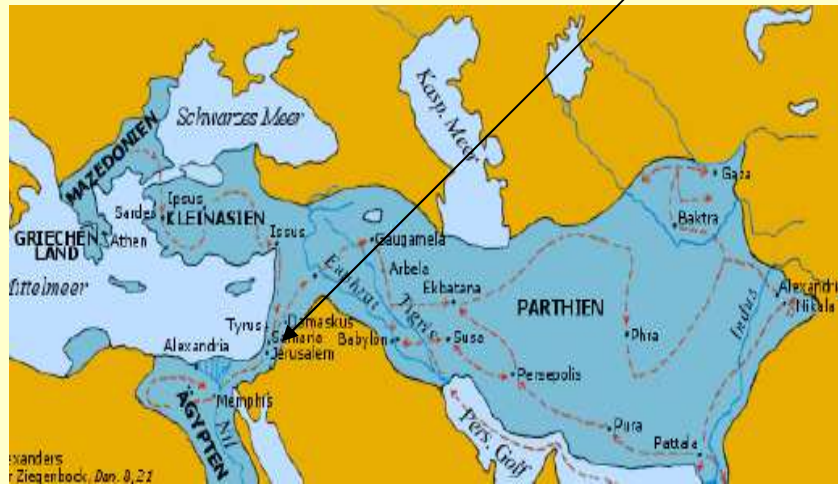 Schwarzes Meer
Kasp. Meer
MAZEDONIEN
Gaza
Ipsus
Sardes
KLEINASIEN
Baktra
GRIECHEN
LAND
Athen
Issus
Gaugamela
Arbela
Mittelmeer
Euphrat
Tigris
Ekbatana
PARTHIEN
Indus
Alexandria
Nikala
Tyrus
Damaskus
Samaria
Jerusalem
Babylon
Susa
Phra
Alexandria
Persepolis
Memphis
ÄGYPTEN
Nil
Pers. Golf
Pura
Pattala
exanders
r Ziegenbock, Dan. 8,21